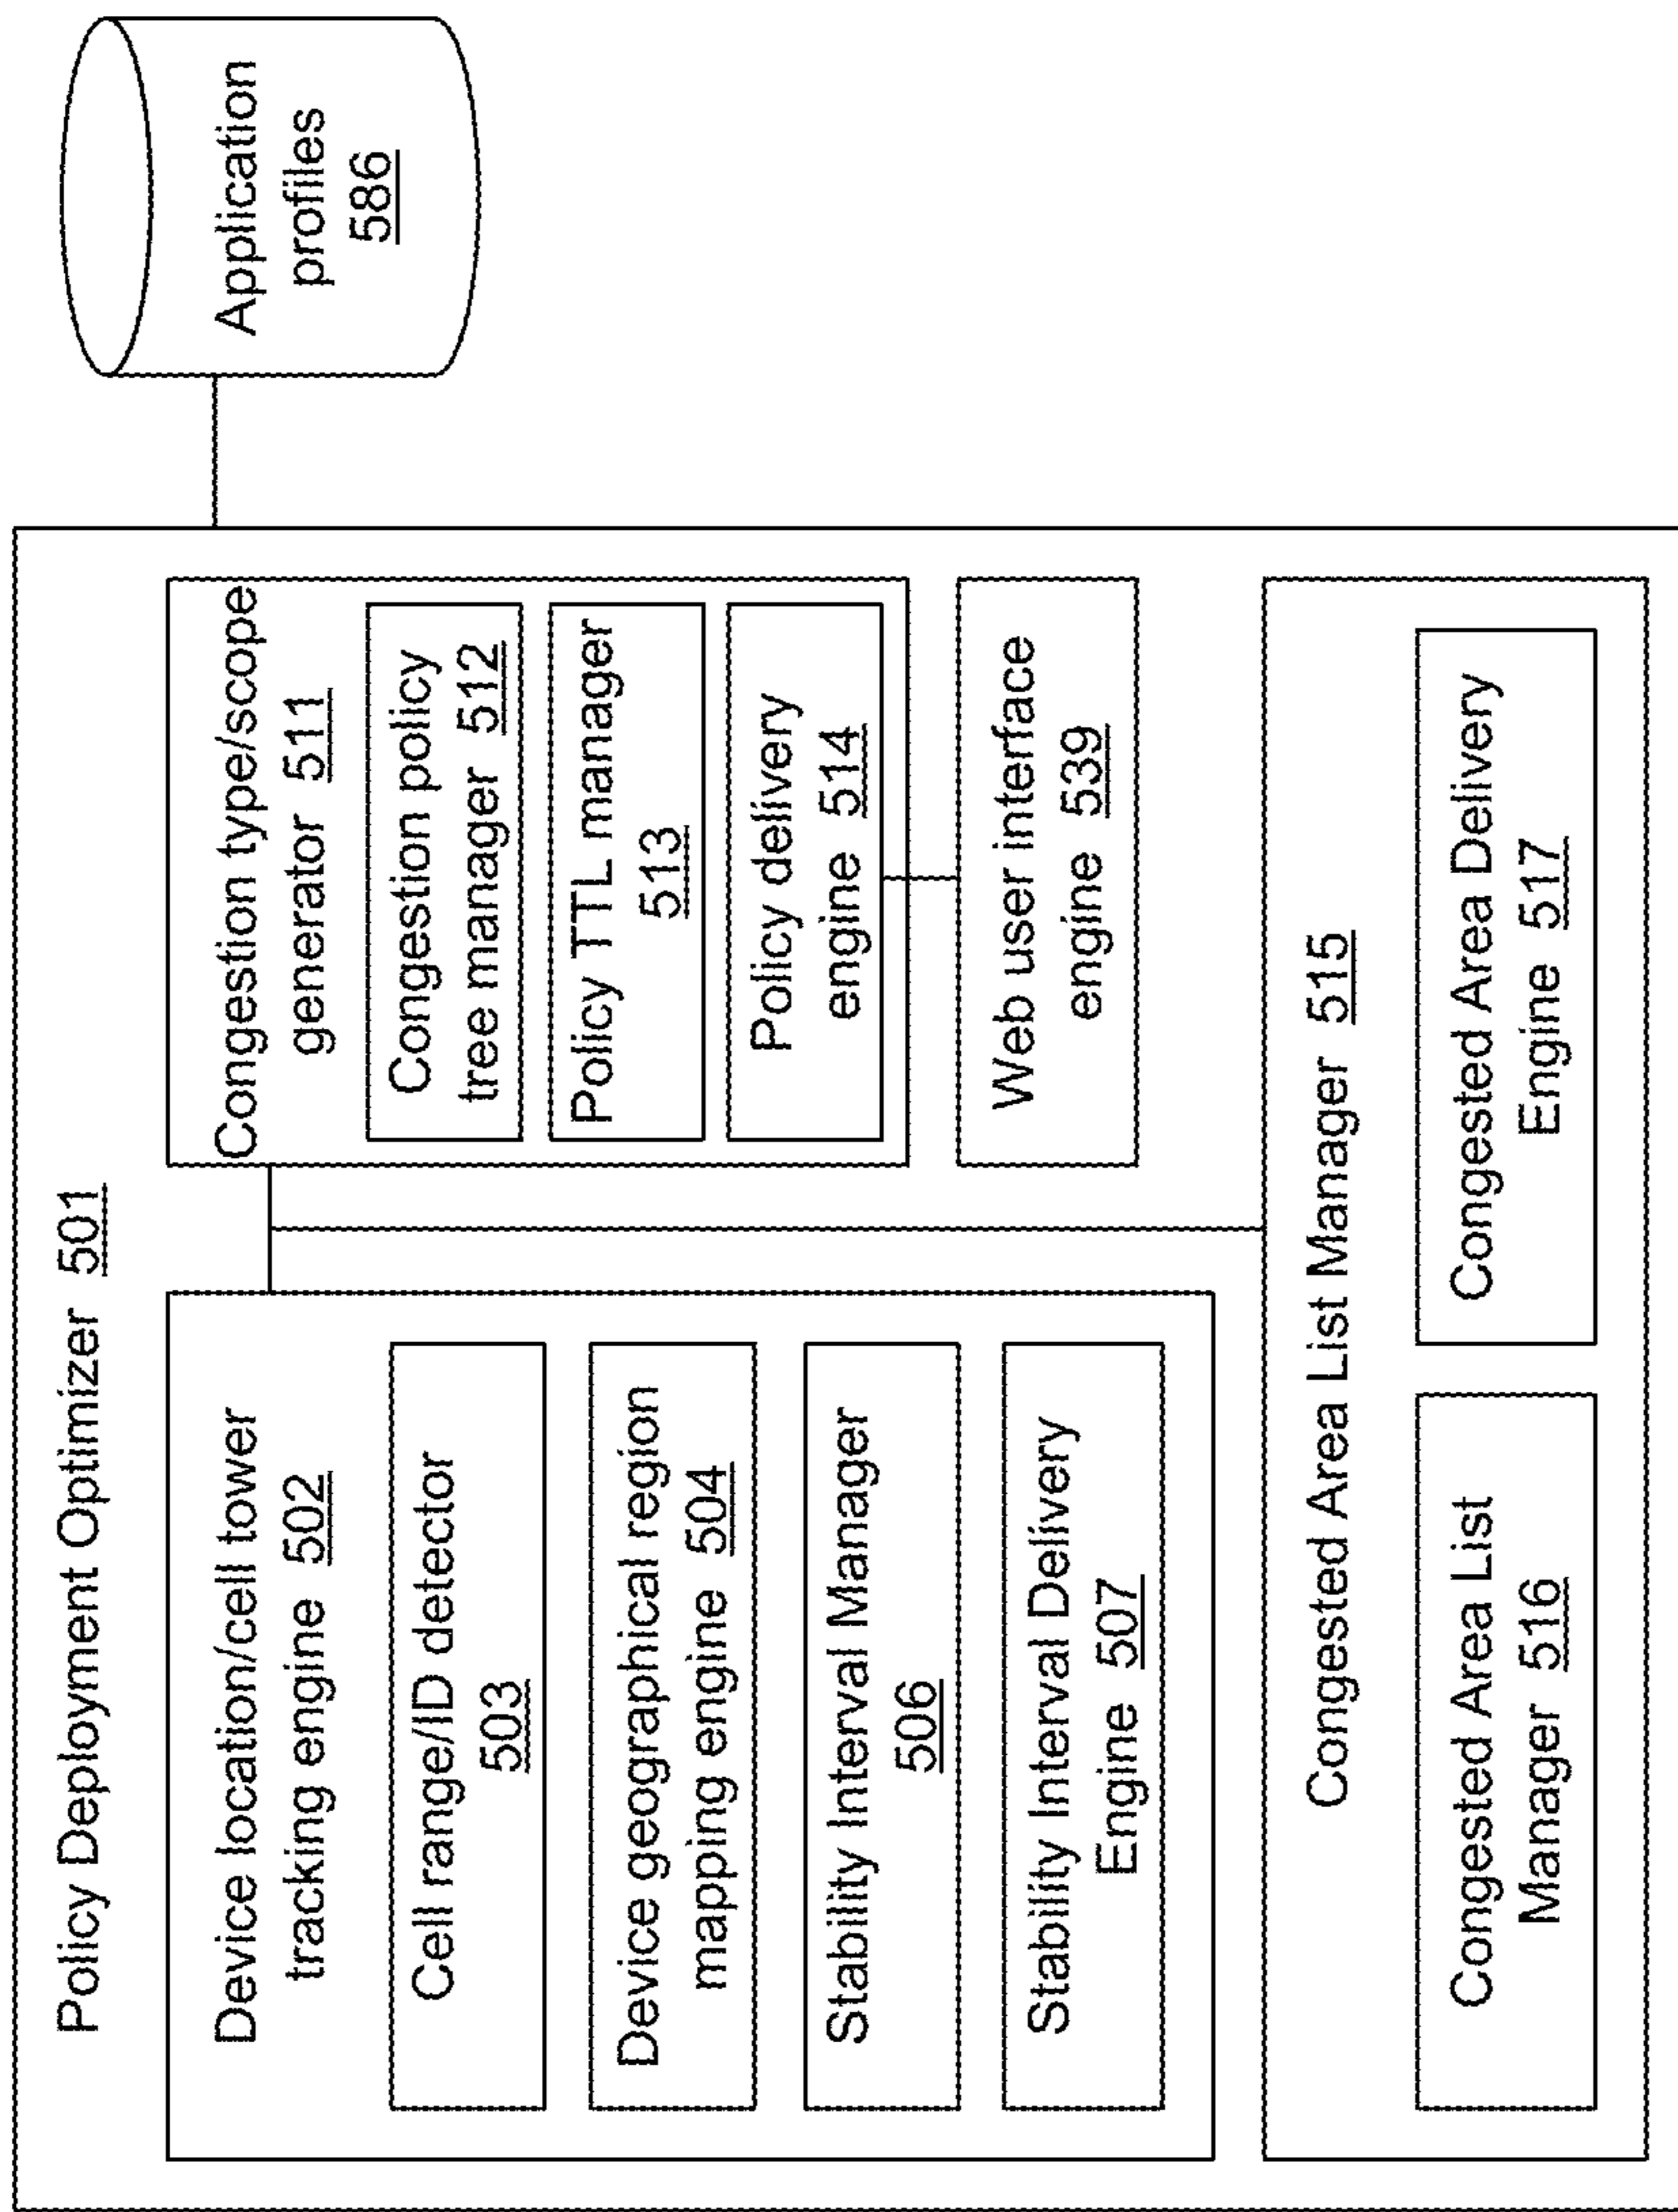 Policy Deployment Optimizer 501
Device location/cell tower
tracking engine 502
Cell range/ID detector
503
Device geographical region
mapping engine 504
Stability Interval Manager
506
Stability Interval Delivery
Engine 507
Congestion type/scope
generator 511
Congestion policy
tree manager 512
Policy TTL manager
513
Policy delivery
engine 514
Web user interface
engine 539
Congested Area List Manager 515
Congested Area List
Manager 516
Congested Area Delivery
Engine 517
Application
profiles
586